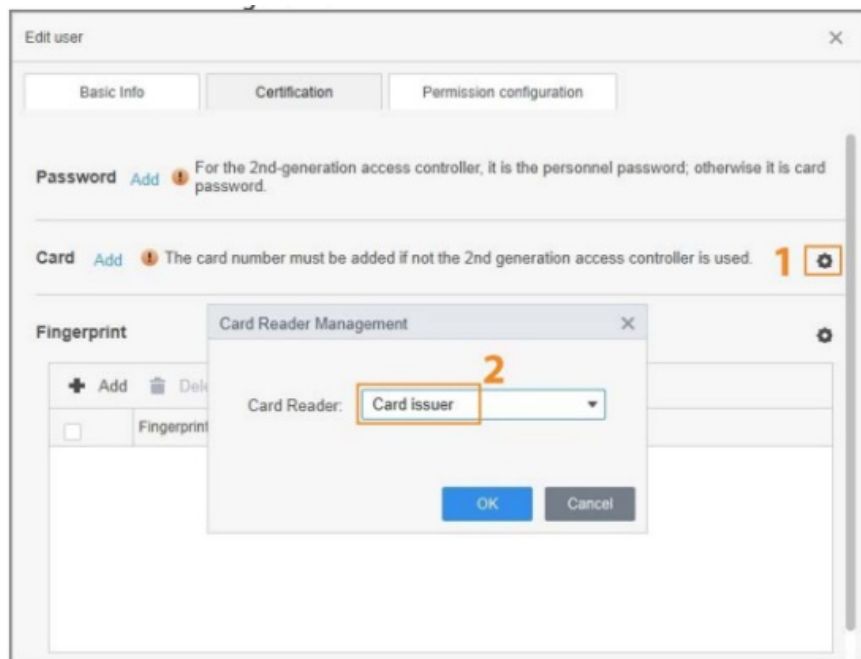 Edit user
Basic Info
Certification
Permission configuration
Password Add For the 2nd-generation access controller, it is the personnel password; otherwise it is card
password.
Card Add The card number must be added if not the 2nd generation access controller is used. 1
Fingerprint
Card Reader Management
2
Card Reader: Card issuer
OK Cancel
Add
Fingerprint